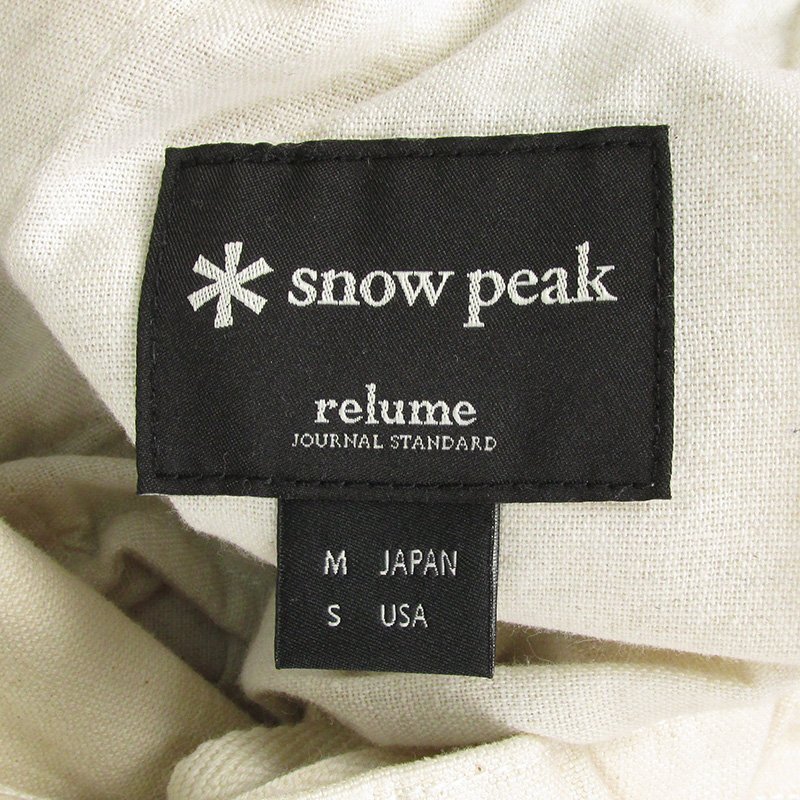 snow peak
relume
JOURNAL STANDARD
M JAPAN
S USA